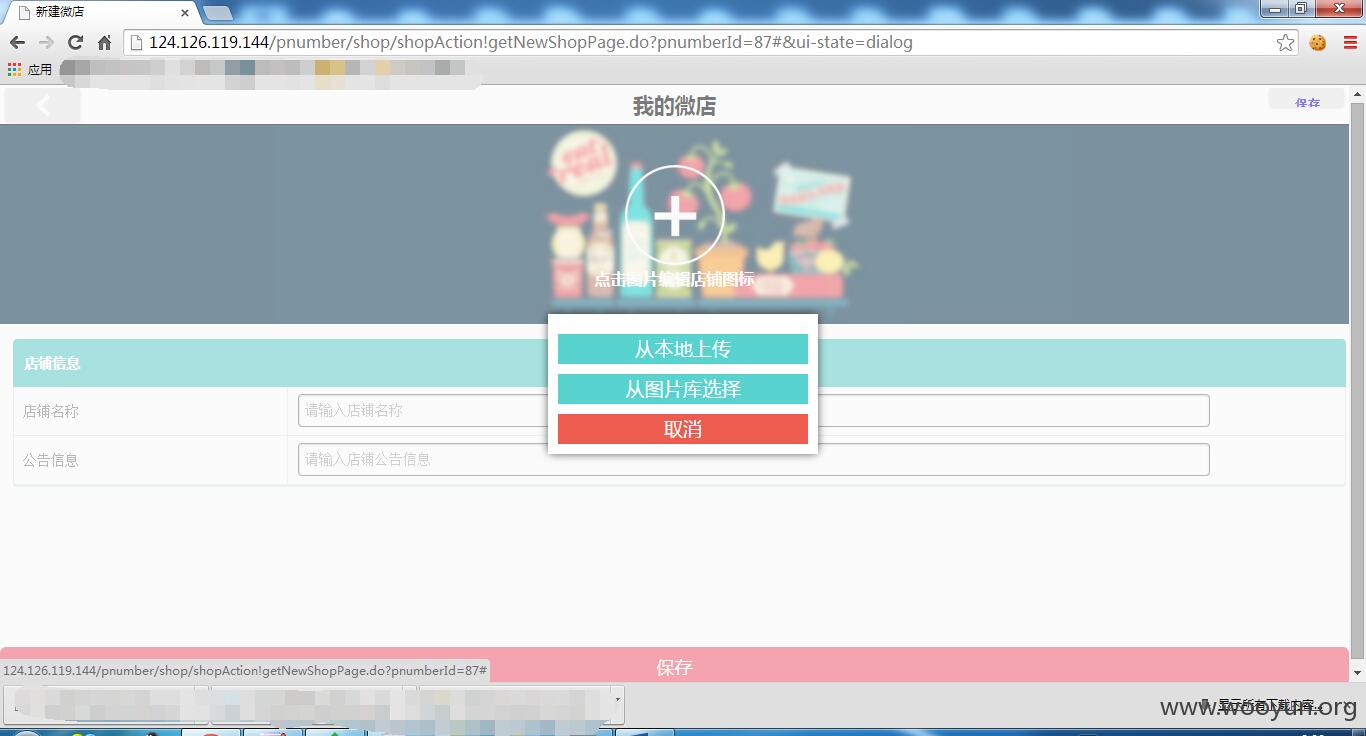 新建微店
124.126.119.144/pnumber/shop/shopAction!getNewShopPage.do?pnumberId=87#&ui-state=dialog
应用
我的微店
保存
eat
real
点击图片编辑店铺图标
从本地上传
从图片库选择
取消
店铺信息
店铺名称
请输入店铺名称
公告信息
请输入店铺公告信息
保存
124.126.119.144/pnumber/shop/shopAction!getNewShopPage.do?pnumberId=87#
显示所有下载内容...
www.wooyun.org